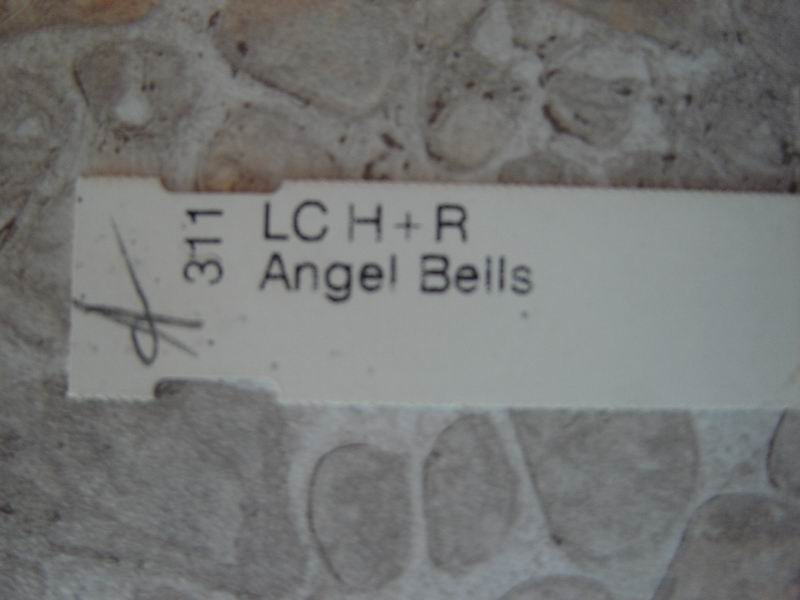 311
LC H+R
Angel Bells